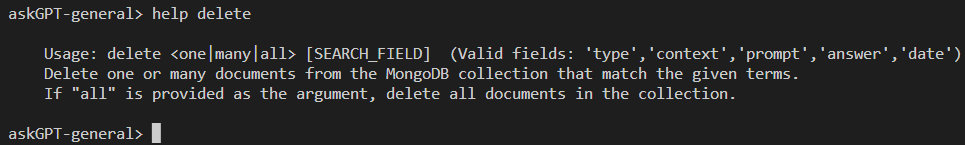 askGPT-general> help delete
Usage: delete <one|many|all> [SEARCH_FIELD]  (Valid fields: 'type','context','prompt','answer','date')
Delete one or many documents from the MongoDB collection that match the given terms.
If "all" is provided as the argument, delete all documents in the collection.
askGPT-general>